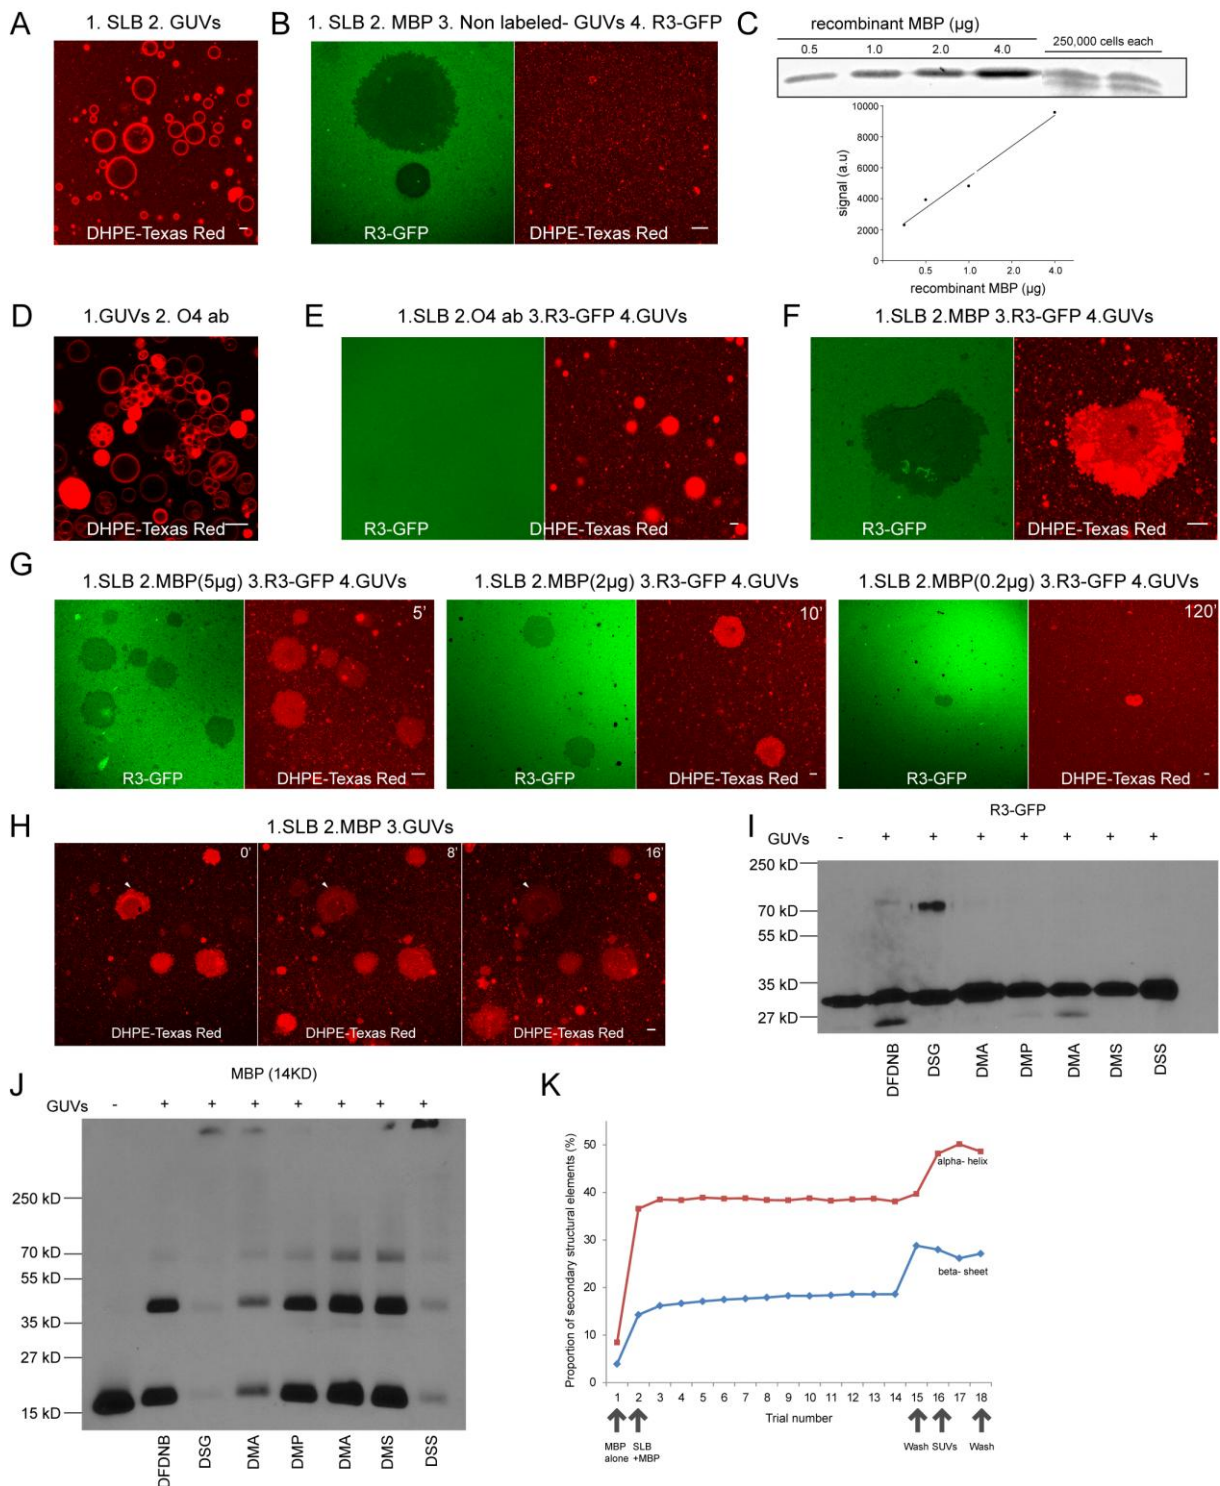 A
1. SLB 2. GUVs
DHPE-Texas Red
B
1. SLB 2. MBP 3. Non labeled- GUVs 4. R3-GFP
R3-GFP
DHPE-Texas Red
C
recombinant MBP (µg)
0.5 1.0 2.0 4.0
250,000 cells each
10000
8000
6000
4000
2000
0
signal (a.u)
0.5 1.0 2.0 4.0
recombinant MBP (µg)
D
1.GUVs 2. O4 ab
DHPE-Texas Red
E
1.SLB 2.O4 ab 3.R3-GFP 4.GUVs
R3-GFP
DHPE-Texas Red
F
1.SLB 2.MBP 3.R3-GFP 4.GUVs
R3-GFP
DHPE-Texas Red
G
1.SLB 2.MBP(5µg) 3.R3-GFP 4.GUVs
5'
R3-GFP
DHPE-Texas Red
1.SLB 2.MBP(2µg) 3.R3-GFP 4.GUVs
10'
R3-GFP
DHPE-Texas Red
1.SLB 2.MBP(0.2µg) 3.R3-GFP 4.GUVs
120'
R3-GFP
DHPE-Texas Red
H
1.SLB 2.MBP 3.GUVs
0'
8'
16'
DHPE-Texas Red
DHPE-Texas Red
DHPE-Texas Red
I
R3-GFP
GUVs - + + + + + + +
250 kD
70 kD
55 kD
35 kD
27 kD
DFDNB DSG DMA DMP DMA DMS DSS
J
MBP (14KD)
GUVs - + + + + + + +
250 kD
70 kD
55 kD
35 kD
27 kD
15 kD
DFDNB DSG DMA DMP DMA DMS DSS
K
Proportion of secondary structural elements (%)
50
40
30
20
10
0
alpha- helix
beta- sheet
1 2 3 4 5 6 7 8 9 10 11 12 13 14 15 16 17 18
Trial number
MBP alone
SLB +MBP
Wash
SUVs
Wash